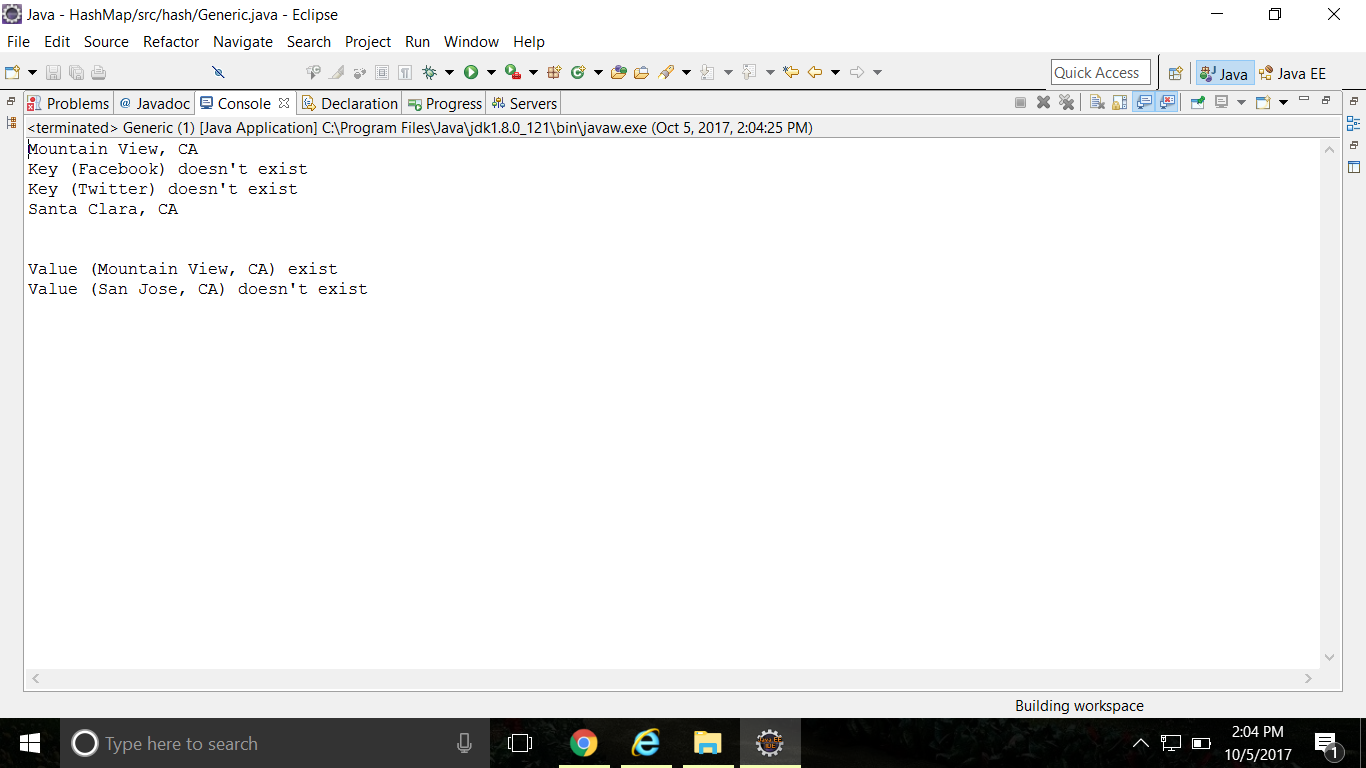 Java - HashMap/src/hash/Generic.java - Eclipse
File Edit Source Refactor Navigate Search Project Run Window Help
Quick Access Java Java EE
Problems @ Javadoc Console Declaration Progress Servers
<terminated> Generic (1) [Java Application] C:\Program Files\Java\jdk1.8.0_121\bin\javaw.exe (Oct 5, 2017, 2:04:25 PM)
Mountain View, CA
Key (Facebook) doesn't exist
Key (Twitter) doesn't exist
Santa Clara, CA
Value (Mountain View, CA) exist
Value (San Jose, CA) doesn't exist
Building workspace
Type here to search
Java EE
IDE
2:04 PM
10/5/2017
1